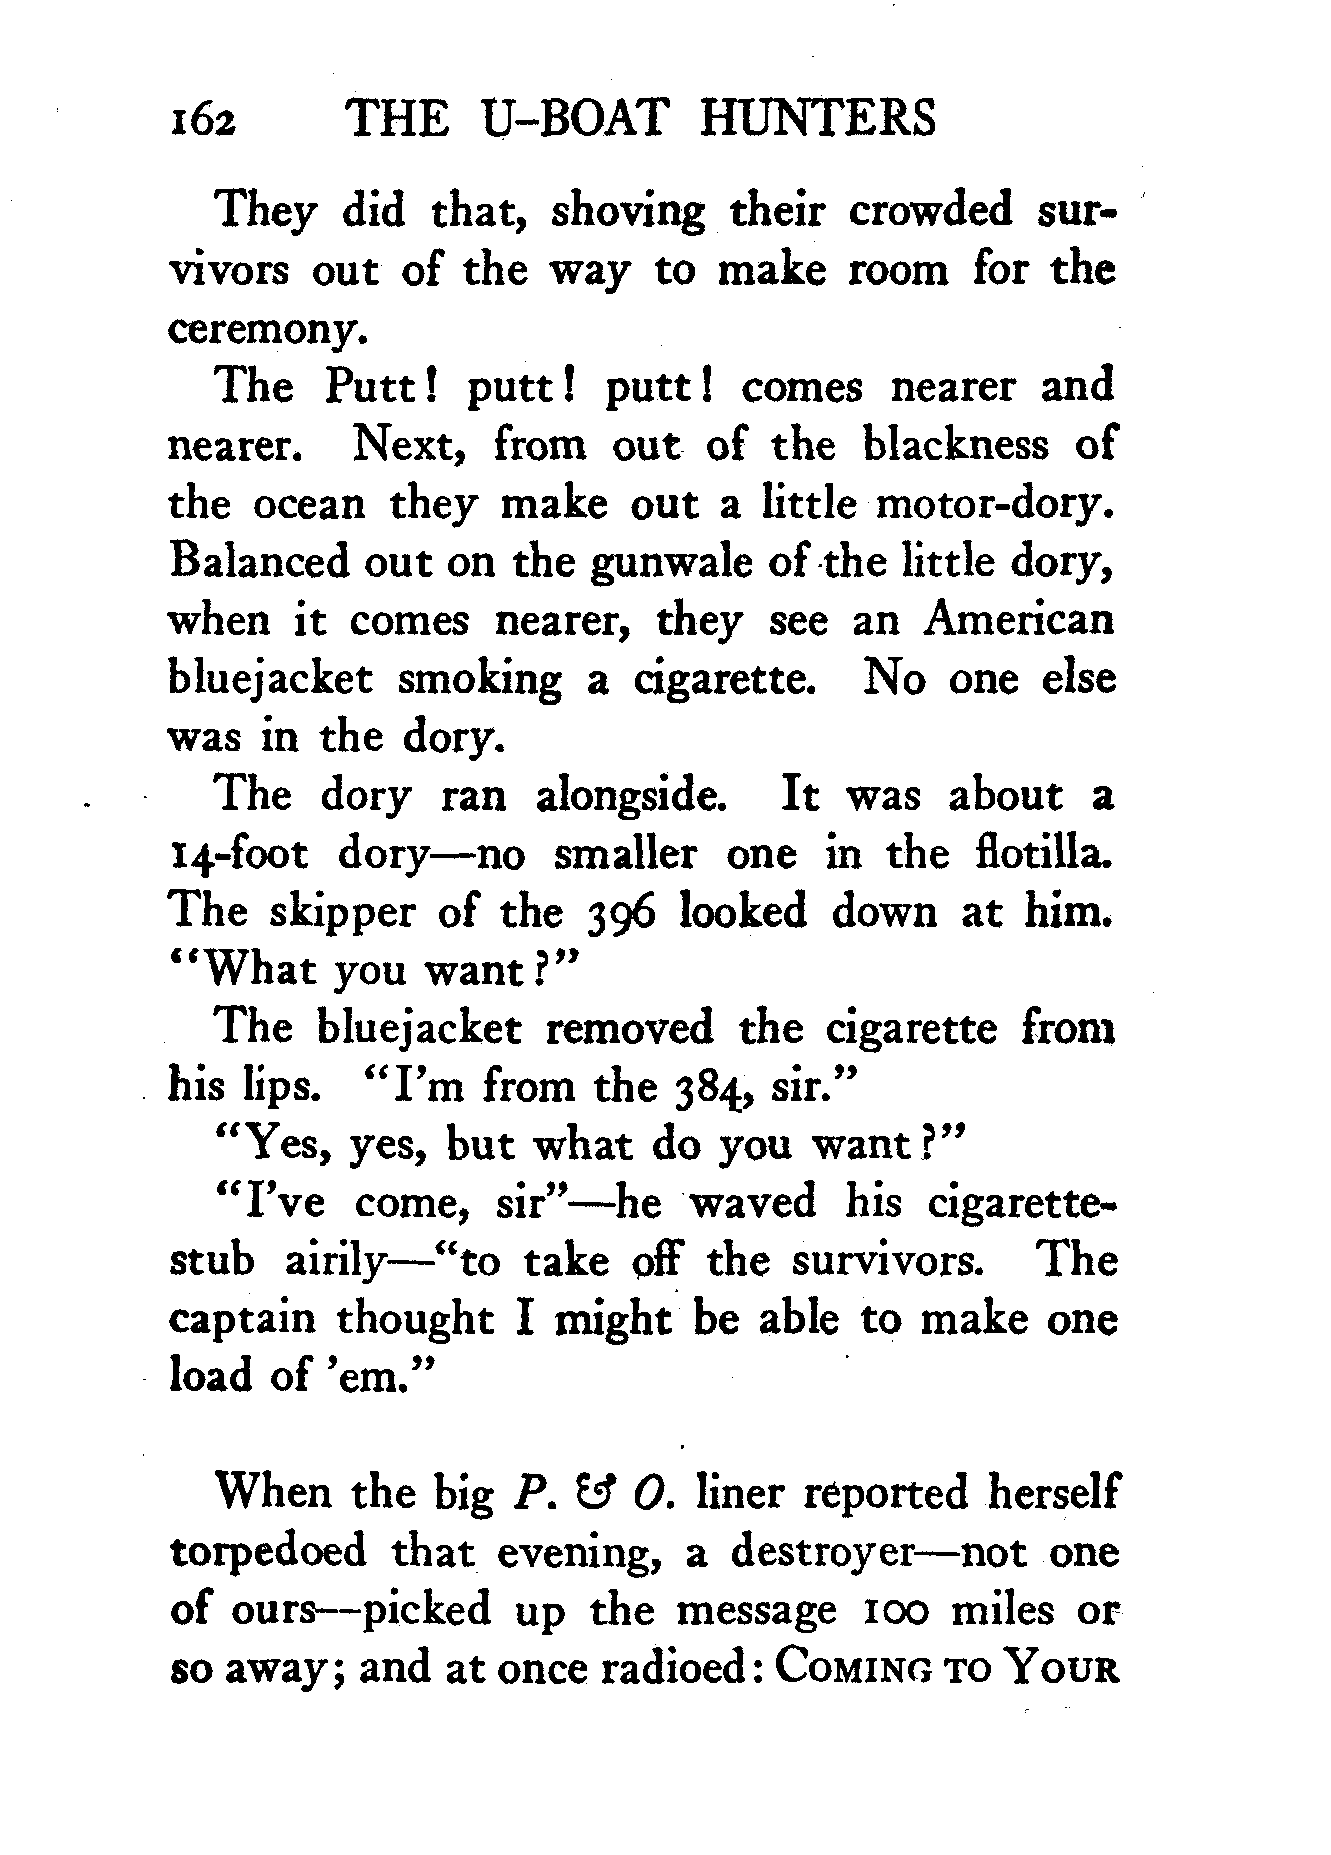 162 THE U-BOAT HUNTERS
They did that, shoving their crowded sur-
vivors out of the way to make room for the
ceremony.
The Putt! putt! putt! comes nearer and
nearer. Next, from out of the blackness of
the ocean they make out a little motor-dory.
Balanced out on the gunwale of the little dory,
when it comes nearer, they see an American
bluejacket smoking a cigarette. No one else
was in the dory.
The dory ran alongside. It was about a
14-foot dory—no smaller one in the flotilla.
The skipper of the 396 looked down at him.
“What you want?”
The bluejacket removed the cigarette from
his lips. “I’m from the 384, sir.”
“Yes, yes, but what do you want?”
“I’ve come, sir”—he waved his cigarette-
stub airily—“to take off the survivors. The
captain thought I might be able to make one
load of ’em.”
When the big P. & O. liner reported herself
torpedoed that evening, a destroyer—not one
of ours—picked up the message 100 miles or
so away; and at once radioed: COMING TO YOUR